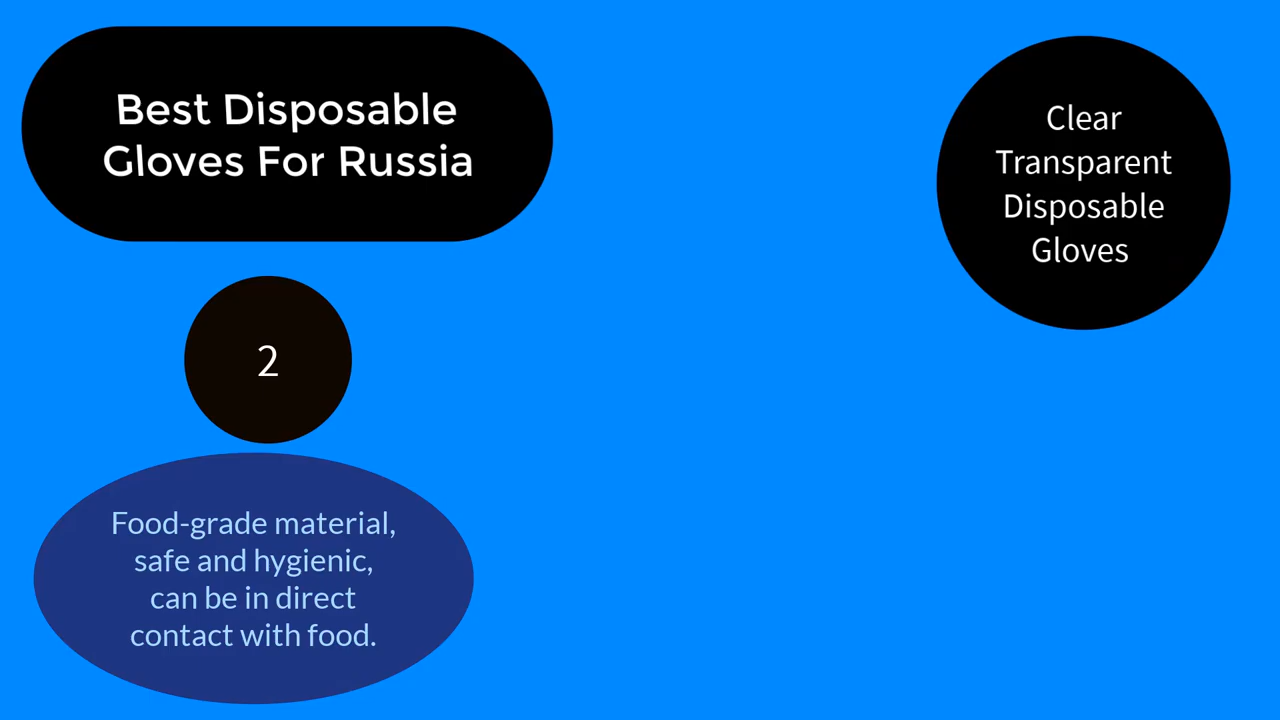 Best Disposable
Gloves For Russia
Clear
Transparent
Disposable
Gloves
2
Food-grade material,
safe and hygienic,
can be in direct
contact with food.